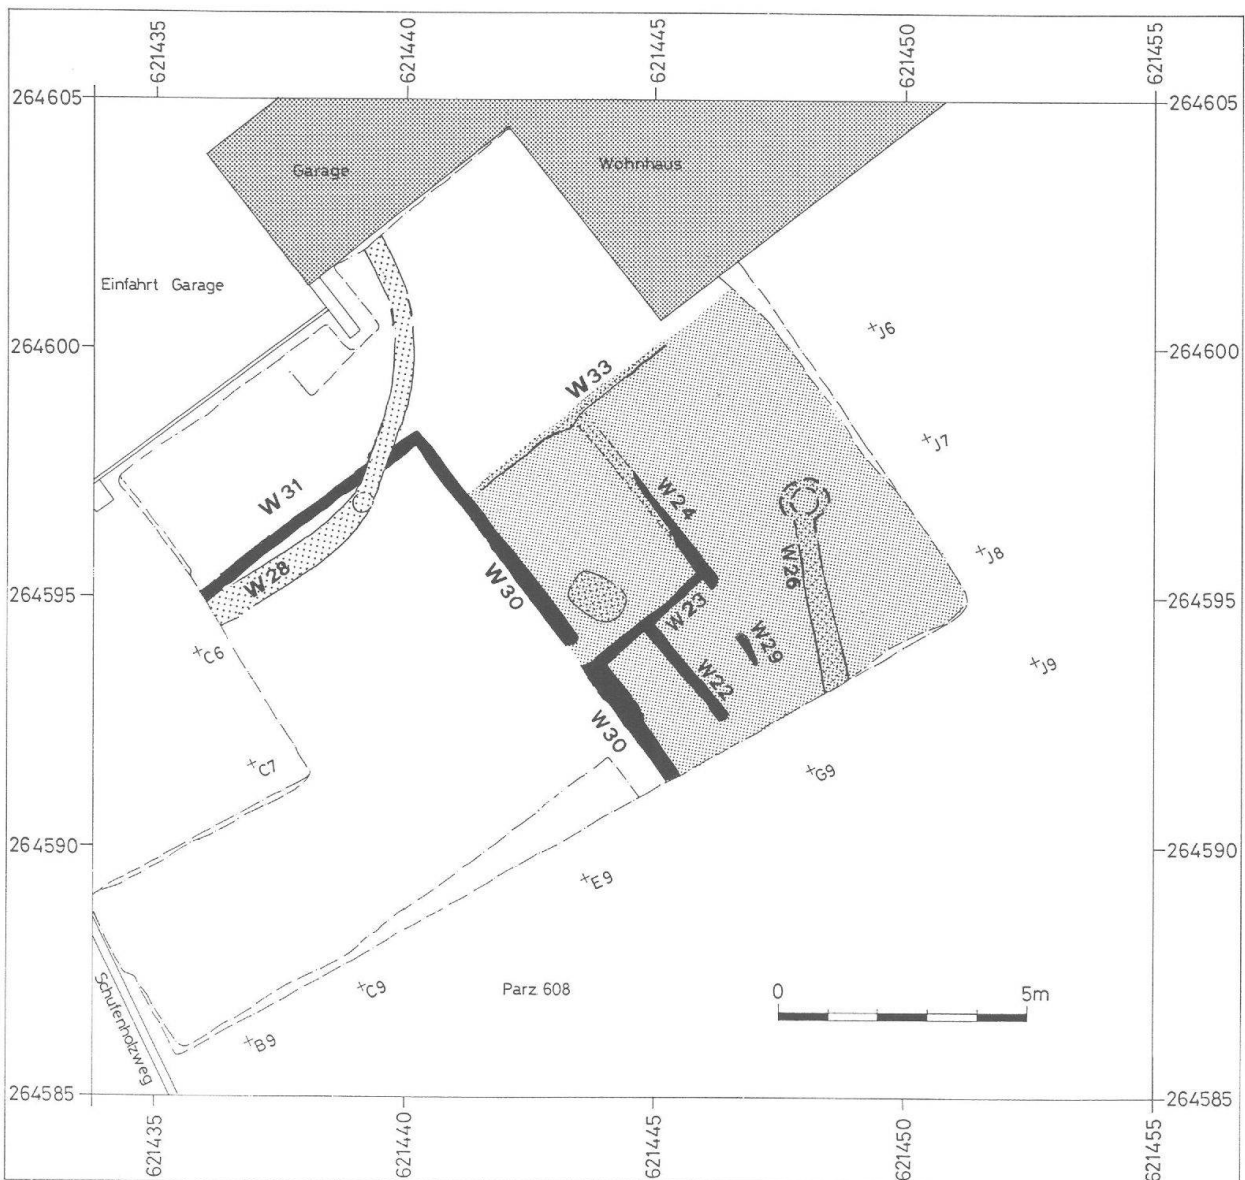 621435
621440
621445
621450
621455
264605
264605
Garage
Wohnhaus
Einfahrt Garage
J6
264600
264600
W33
J7
W31
W24
J8
W28
W30
W26
264595
264595
W23
W29
C6
W22
J9
W30
C7
G9
264590
264590
E9
Schufenholzweg
C9
Parz. 608
0
5m
B9
264585
264585
621435
621440
621445
621450
621455